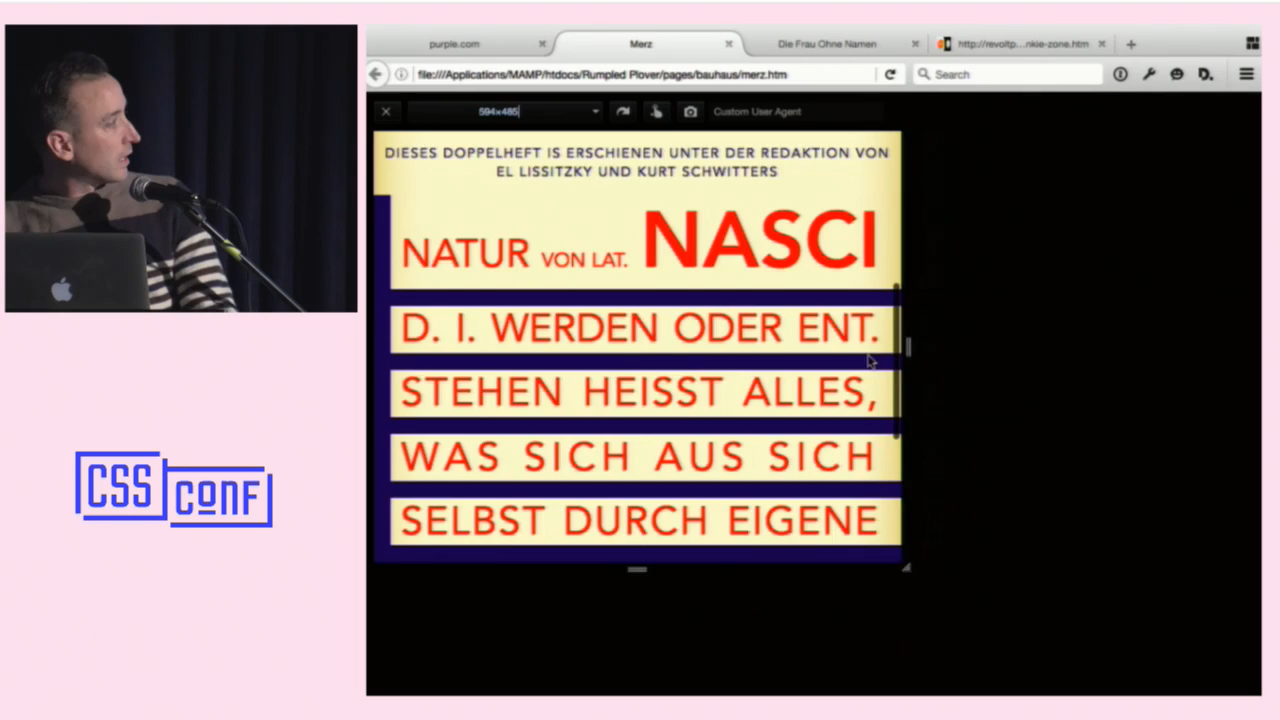 purple.com
Merz
Die Frau Ohne Namen
http://revoltp...nkie-zone.htm
file:///Applications/MAMP/htdocs/Rumpled Plover/pages/bauhaus/merz.htm
Search
594×485
Custom User Agent
DIESES DOPPELHEFT IS ERSCHIENEN UNTER DER REDAKTION VON
EL LISSITZKY UND KURT SCHWITTERS
NATUR VON LAT. NASCI
D. I. WERDEN ODER ENT.
STEHEN HEISST ALLES,
WAS SICH AUS SICH
SELBST DURCH EIGENE
CSS
CONF